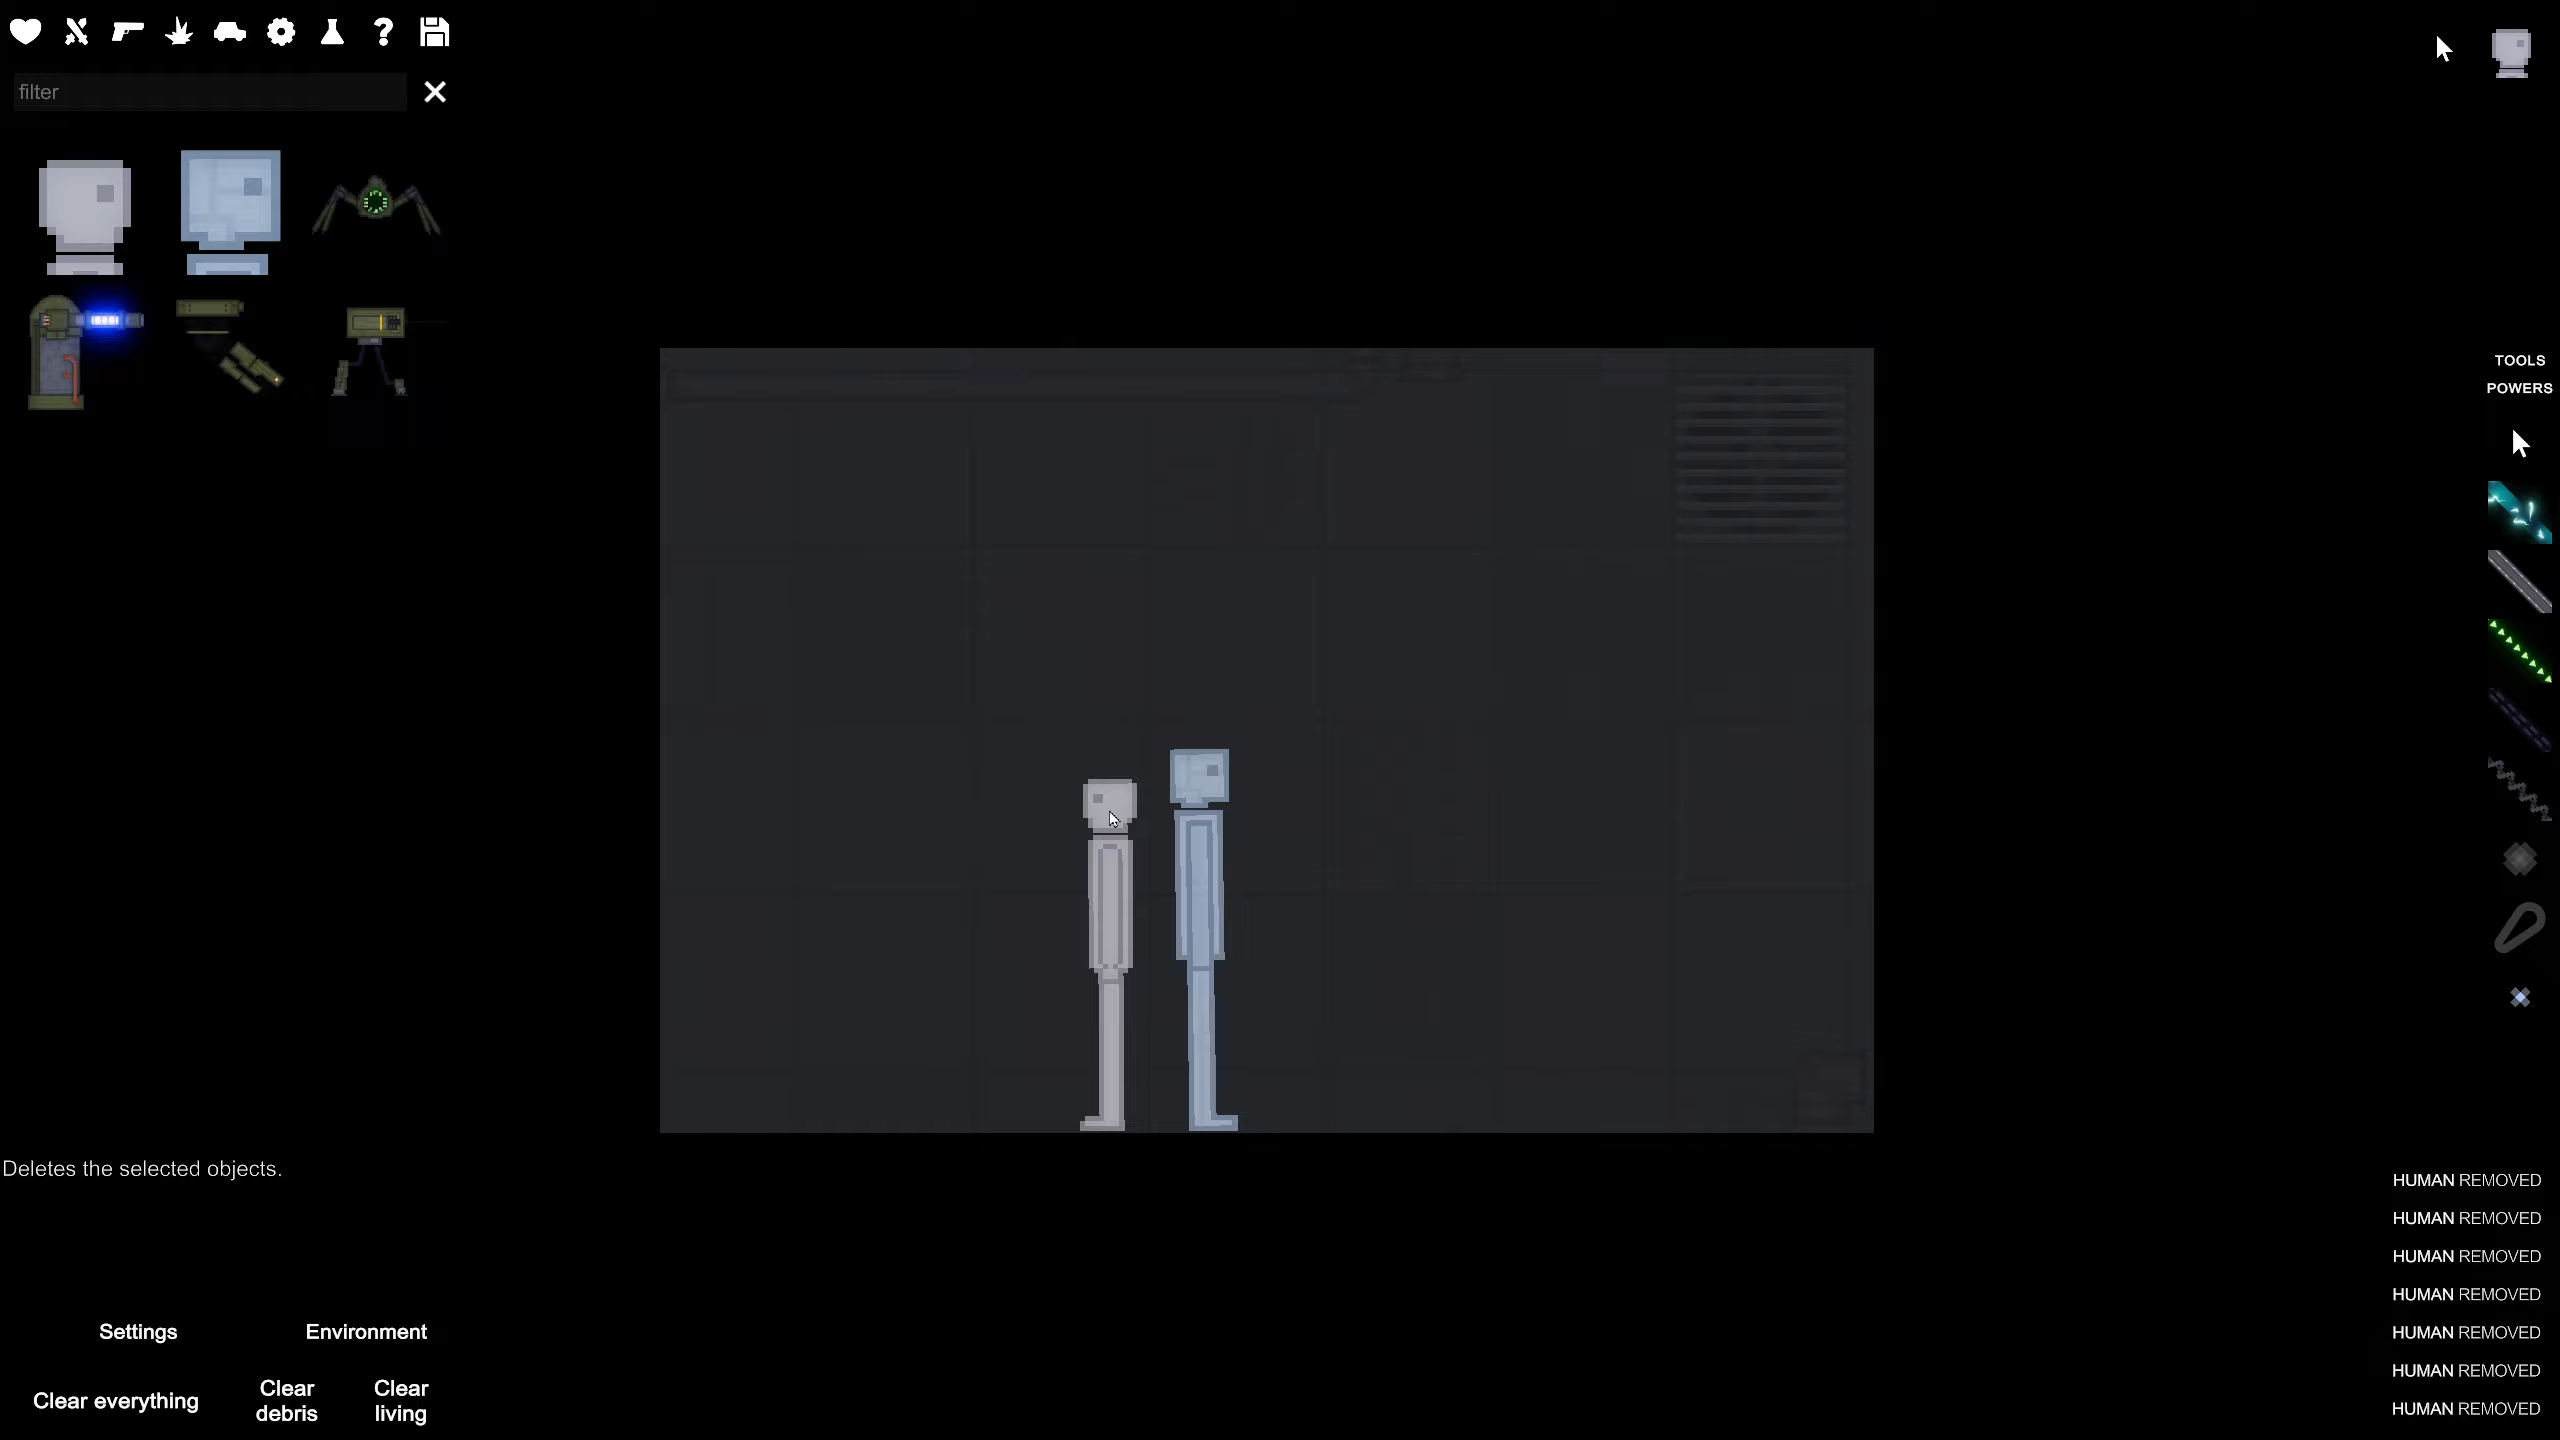 filter
TOOLS
POWERS
Deletes the selected objects.
HUMAN REMOVED
HUMAN REMOVED
HUMAN REMOVED
HUMAN REMOVED
HUMAN REMOVED
HUMAN REMOVED
HUMAN REMOVED
Settings
Environment
Clear everything
Clear
debris
Clear
living